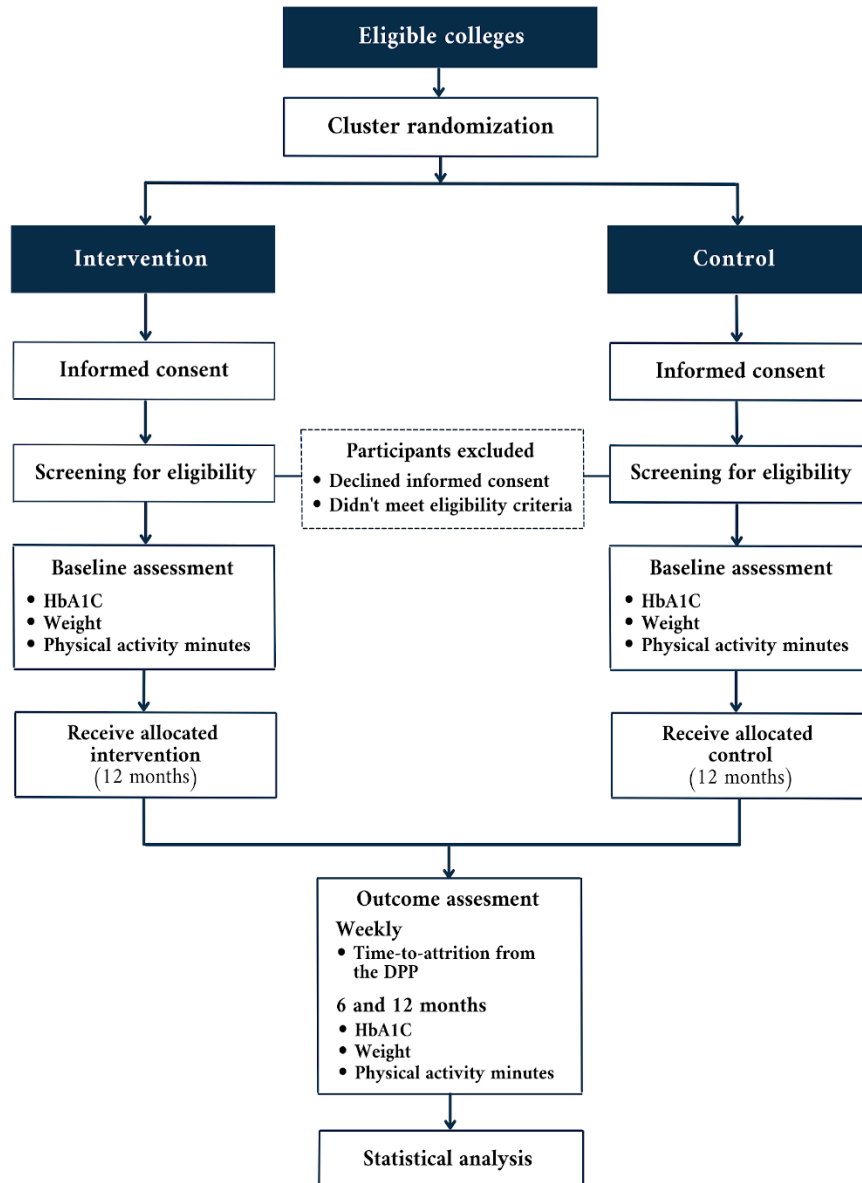 Eligible colleges
Cluster randomization
Intervention
Control
Informed consent
Informed consent
Screening for eligibility
Participants excluded
• Declined informed consent
• Didn't meet eligibility criteria
Screening for eligibility
Baseline assessment
• HbA1C
• Weight
• Physical activity minutes
Baseline assessment
• HbA1C
• Weight
• Physical activity minutes
Receive allocated
intervention
(12 months)
Receive allocated
control
(12 months)
Outcome assesment
Weekly
• Time-to-attrition from
the DPP
6 and 12 months
• HbA1C
• Weight
• Physical activity minutes
Statistical analysis